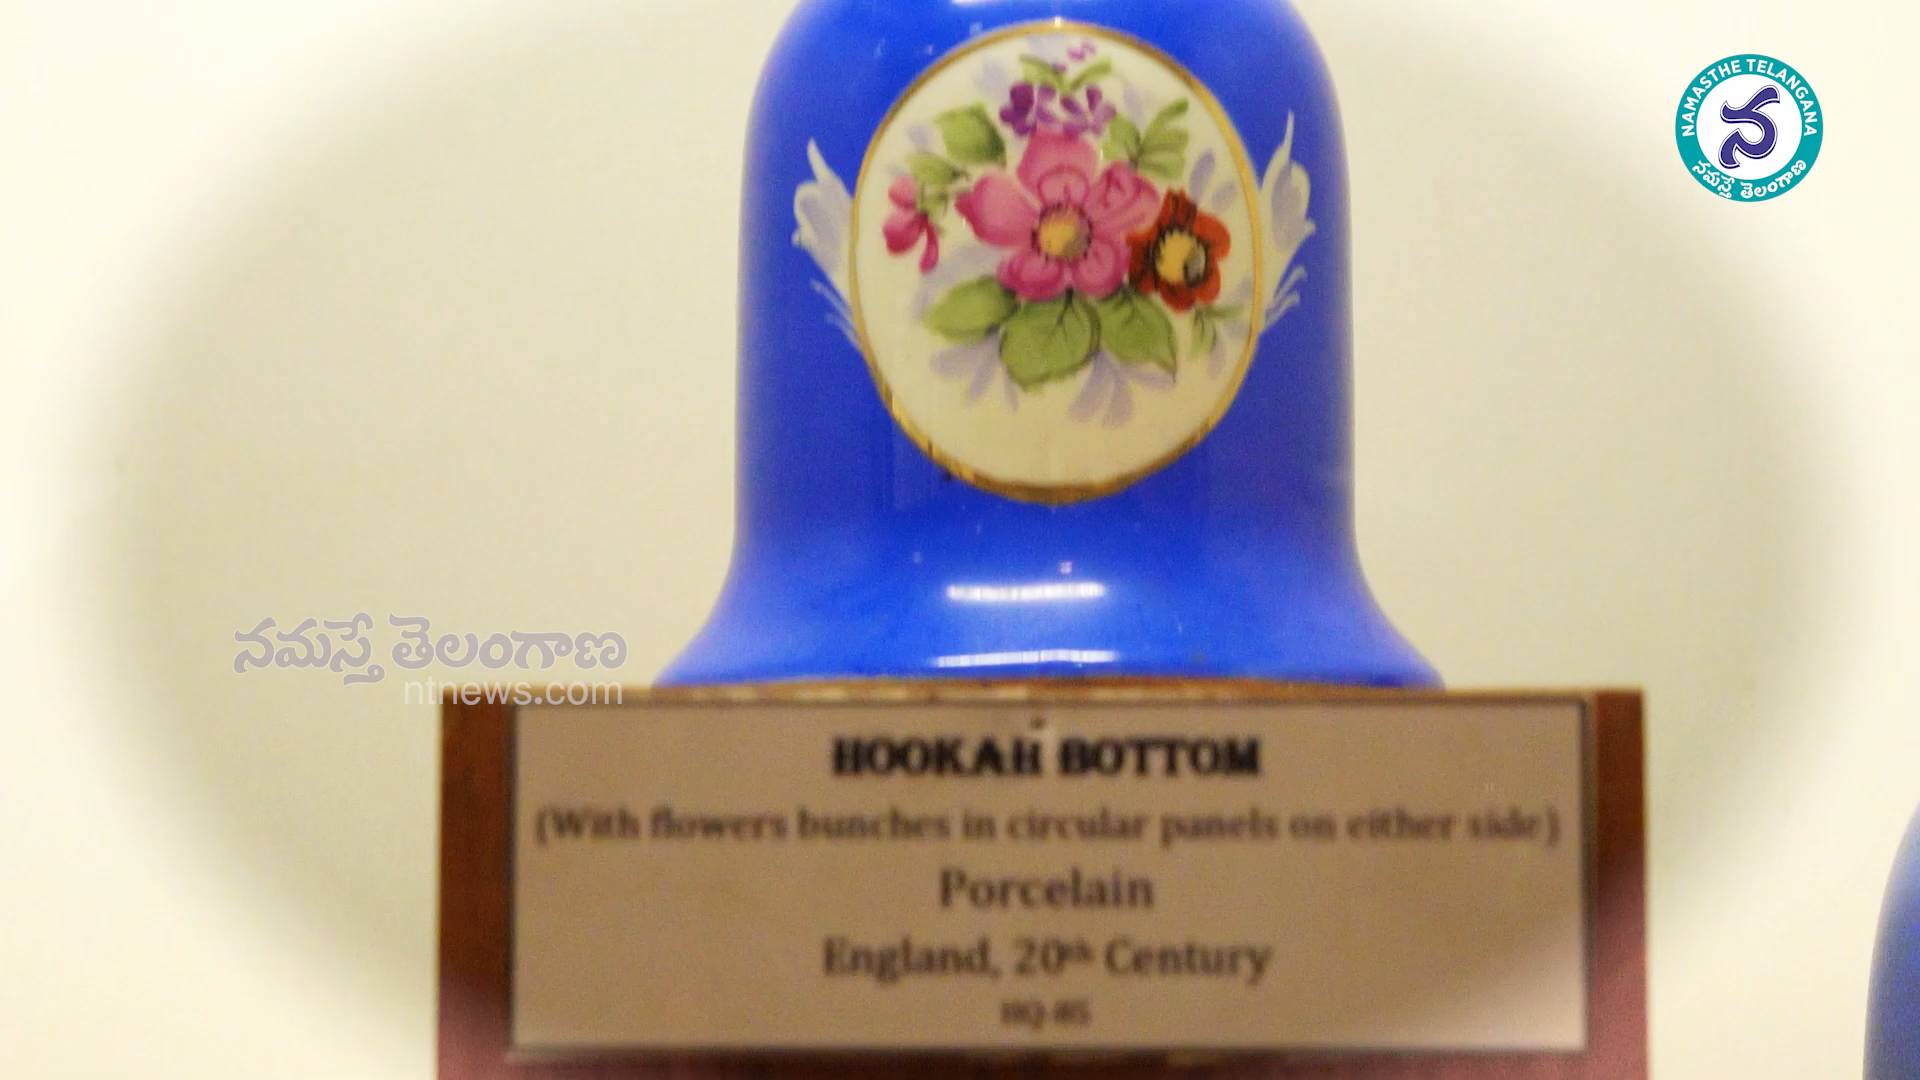 NAMASTHE TELANGANA
న
నమస్తే తెలంగాణ
నమస్తే తెలంగాణ
ntnews.com
HOOKAH BOTTOM
(With flowers bunches in circular panels on either side)
Porcelain
England, 20th Century